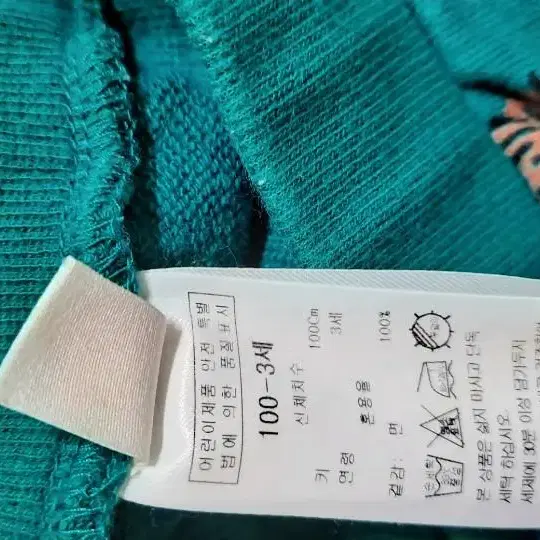 어린이제품 안전 특별
법에 의한 품질표시
100-3세
신체치수
키 100Cm
연령 3세
혼용율
겉감: 면 100%
본 상품은 삶지 마시고 단독
세탁 하십시오.
세제에 30분 이상 담가두지